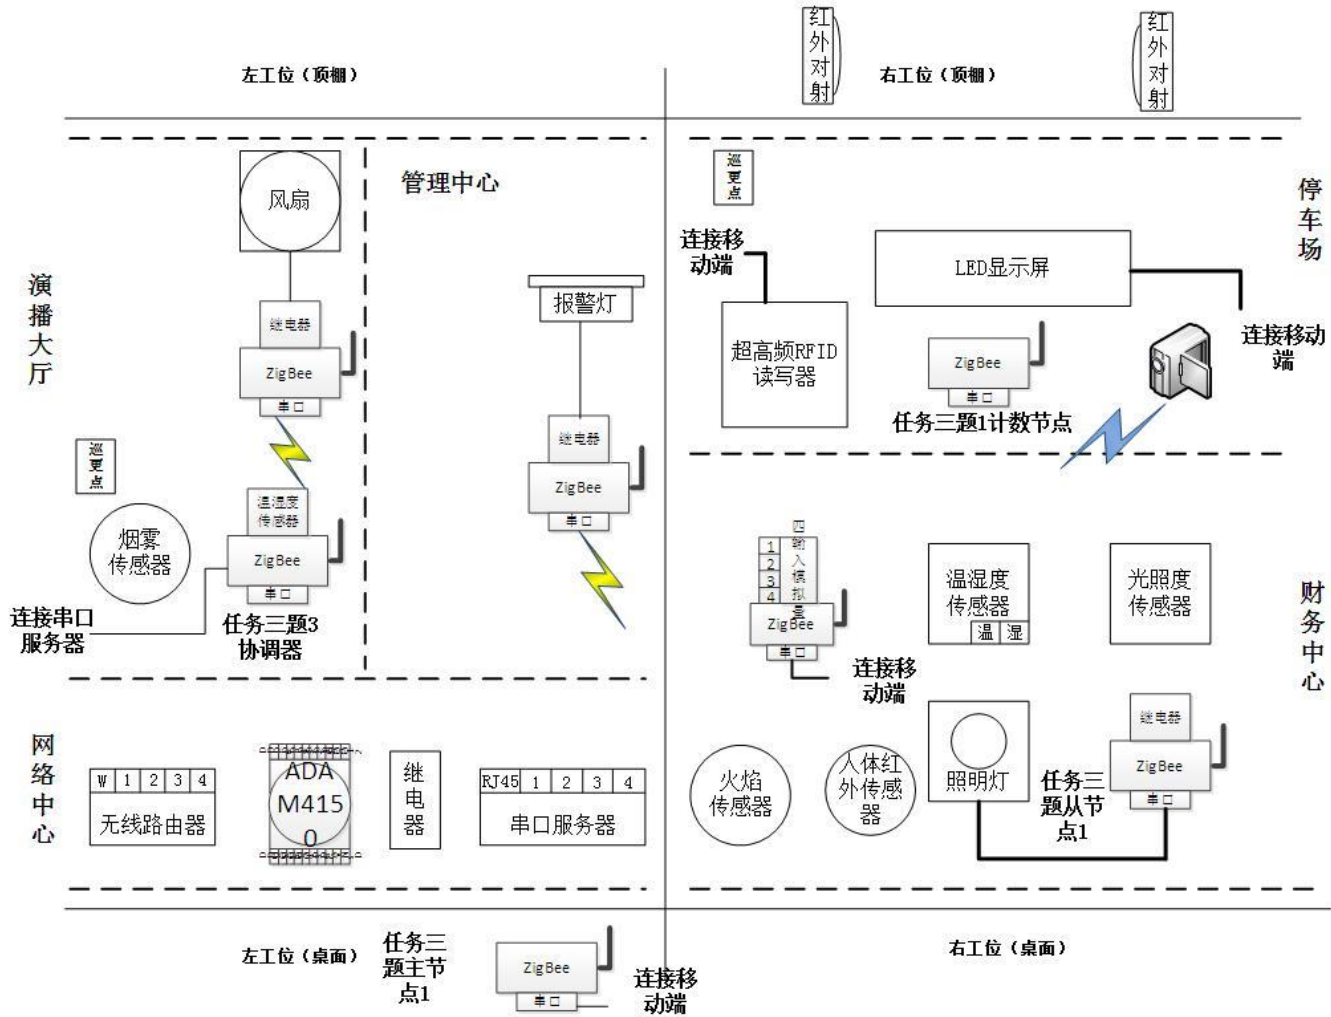 左工位（顶棚）
右工位（顶棚）
红
外
对
射
红
外
对
射
演
播
大
厅
风扇
继电器
ZigBee
串口
巡
更
点
烟雾
传感器
温湿度
传感器
ZigBee
串口
连接串口
服务器
任务三题3
协调器
管理中心
报警灯
继电器
ZigBee
串口
巡
更
点
连接移
动端
超高频RFID
读写器
LED显示屏
ZigBee
串口
任务三题1计数节点
连接移动
端
停
车
场
四
输
入
模
拟
量
1
2
3
4
ZigBee
串口
连接移
动端
温湿度
传感器
温 湿
光照度
传感器
火焰
传感器
人体红
外传感
器
照明灯
任务三
题从节
点1
继电器
ZigBee
串口
财
务
中
心
网
络
中
心
W 1 2 3 4
无线路由器
ADA
M415
0
继
电
器
RJ45 1 2 3 4
串口服务器
左工位（桌面）
任务三
题主节
点1
ZigBee
串口
连接移
动端
右工位（桌面）